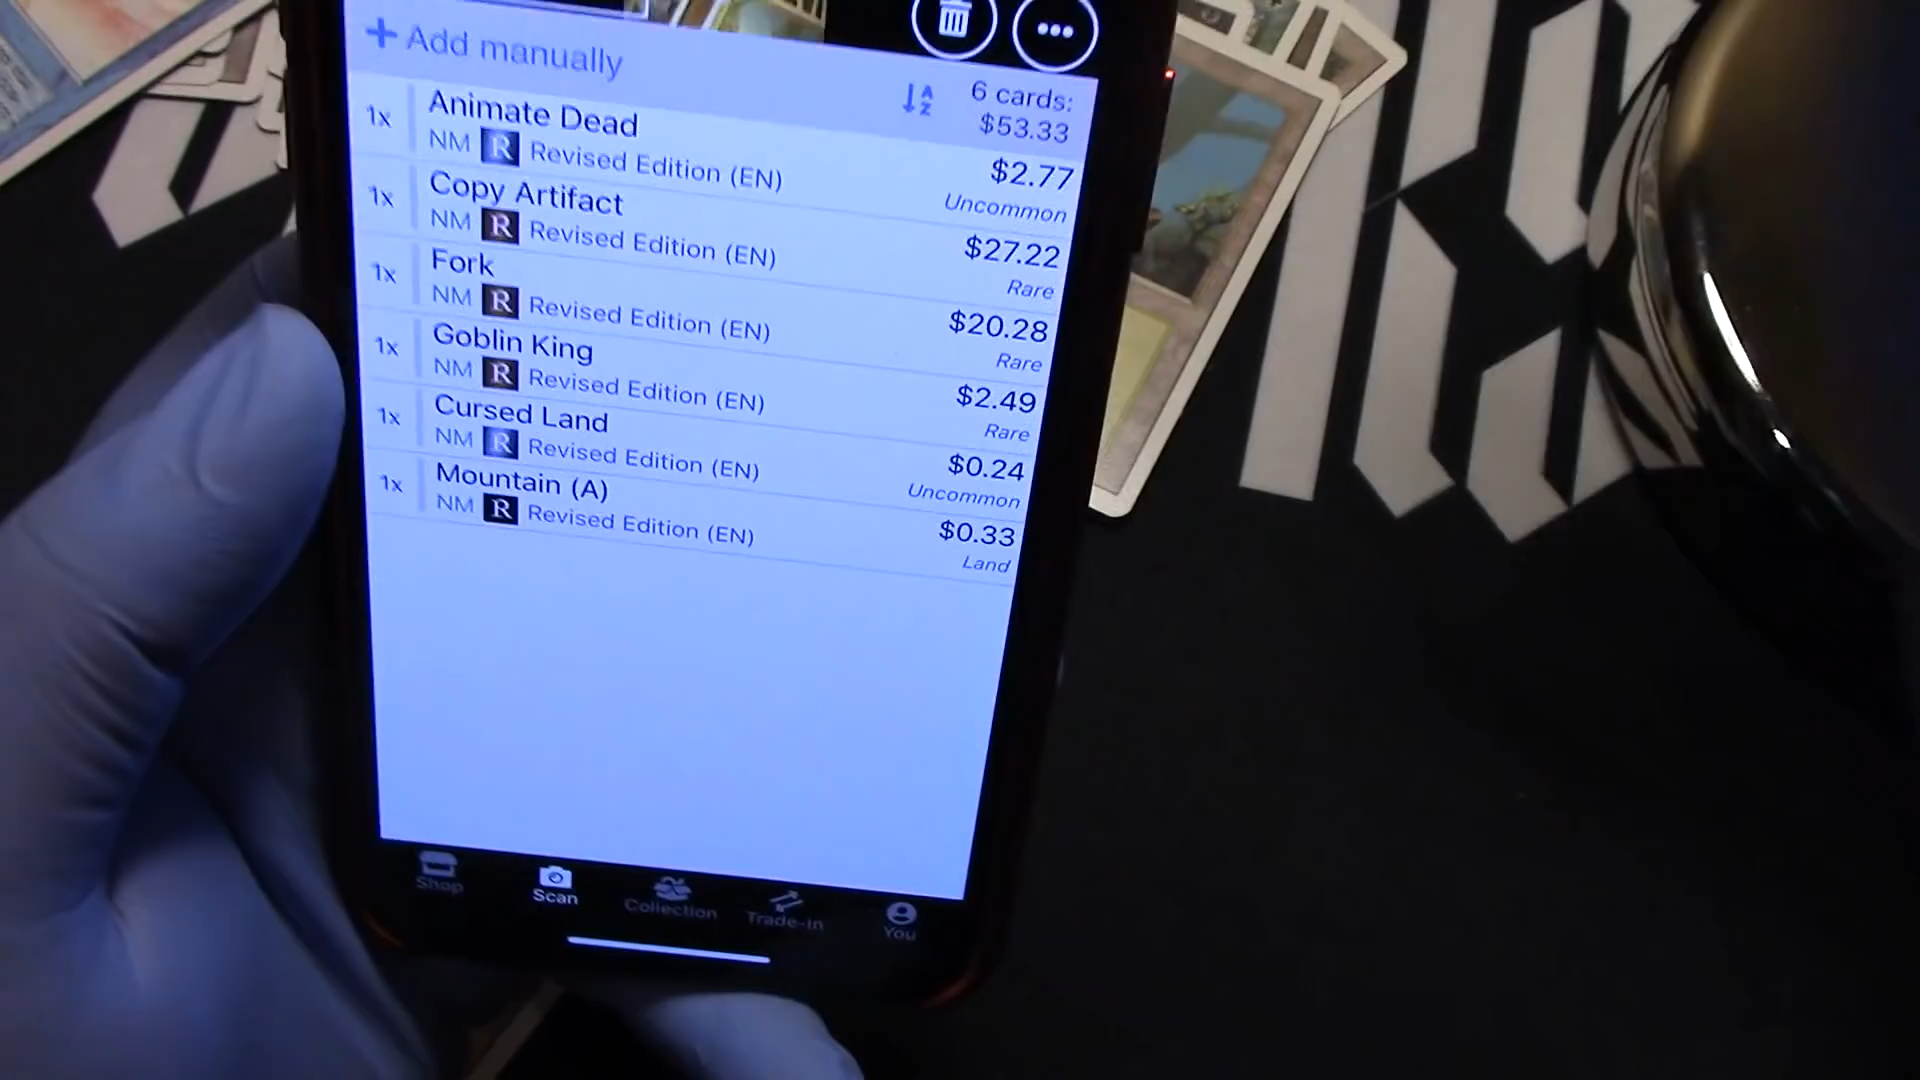 + Add manually
A
Z
6 cards:
$53.33
1x
Animate Dead
NM R Revised Edition (EN)
$2.77
Uncommon
1x
Copy Artifact
NM R Revised Edition (EN)
$27.22
Rare
1x
Fork
NM R Revised Edition (EN)
$20.28
Rare
1x
Goblin King
NM R Revised Edition (EN)
$2.49
Rare
1x
Cursed Land
NM R Revised Edition (EN)
$0.24
Uncommon
1x
Mountain (A)
NM R Revised Edition (EN)
$0.33
Land
Shop
Scan
Collection
Trade-In
You